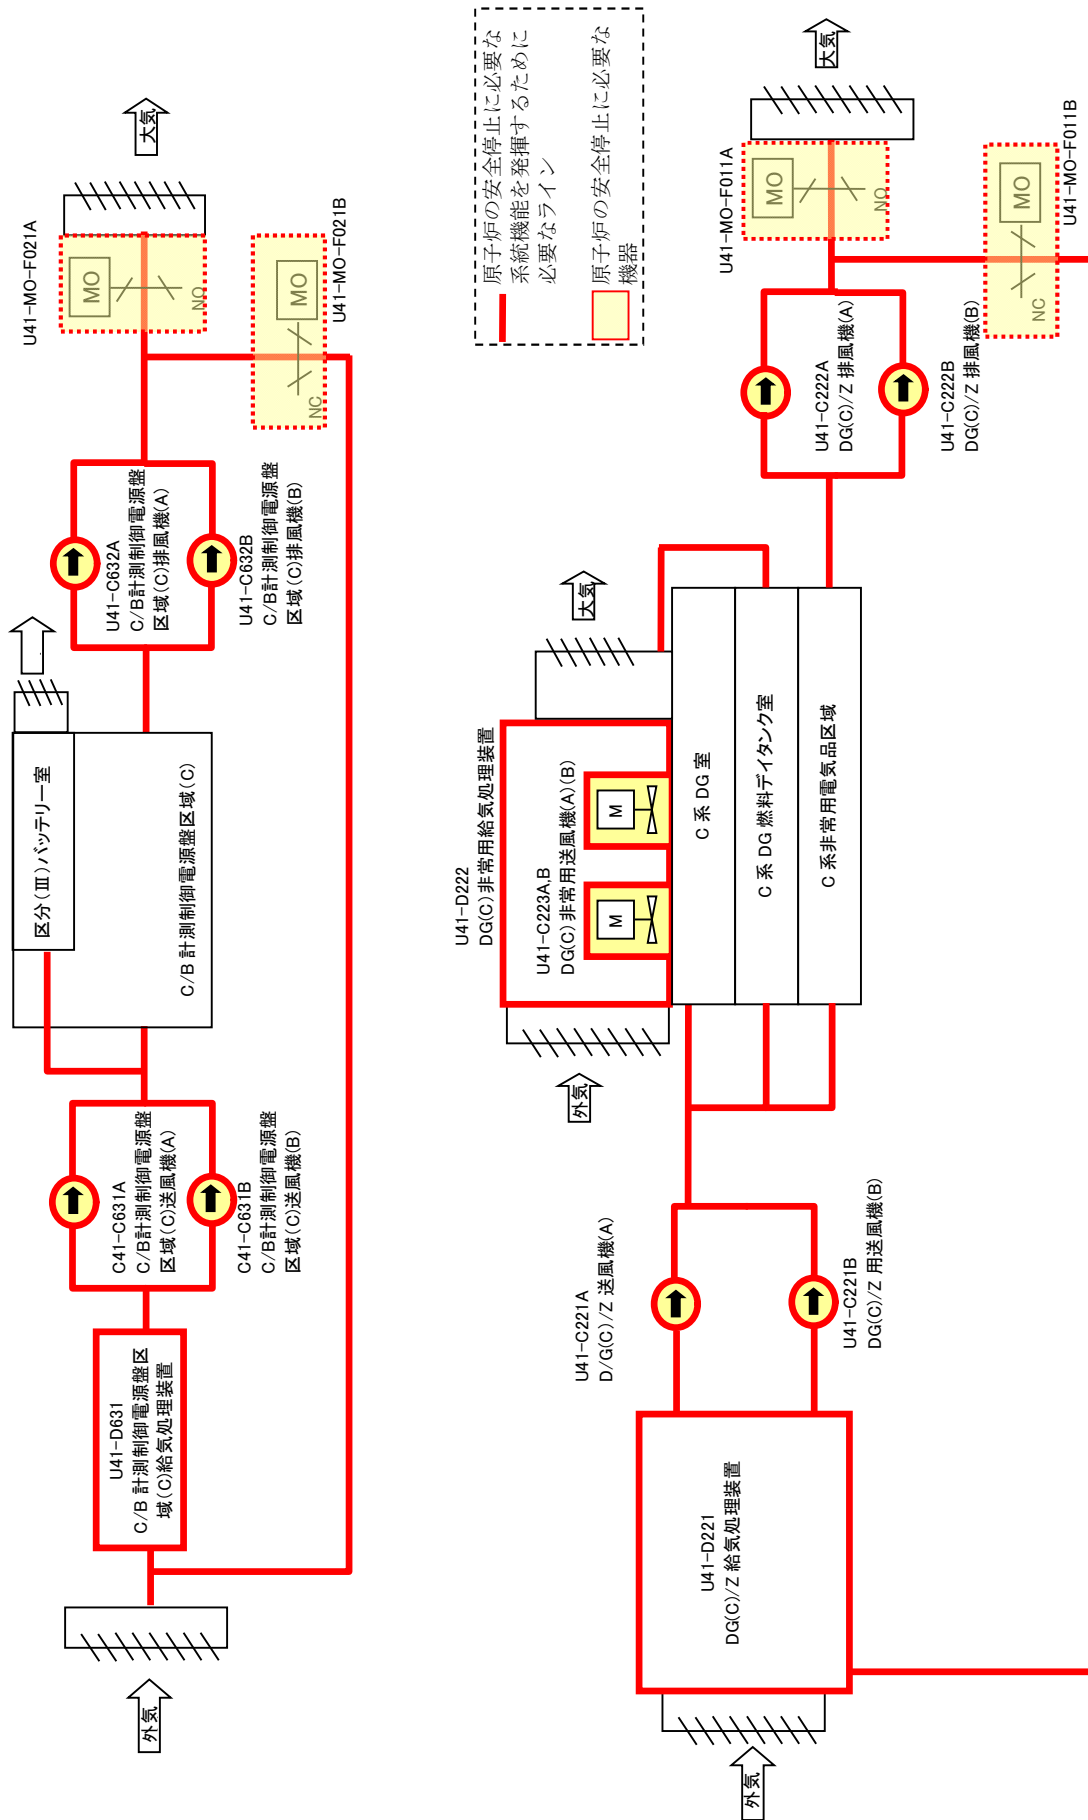 外気
U41-D631
C/B 計測制御電源盤区
域(C)給気処理装置
C41-C631A
C/B計測制御電源盤
区域(C)送風機(A)
C41-C631B
C/B計測制御電源盤
区域(C)送風機(B)
区分(Ⅲ)バッテリー室
C/B 計測制御電源盤区域(C)
U41-C632A
C/B計測制御電源盤
区域(C)排風機(A)
U41-C632B
C/B計測制御電源盤
区域(C)排風機(B)
U41-MO-F021A
MO
NO
U41-MO-F021B
MO
NC
大気
原子炉の安全停止に必要な
系統機能を発揮するために
必要なライン
原子炉の安全停止に必要な
機器
外気
U41-D221
DG(C)/Z 給気処理装置
U41-C221A
D/G(C)/Z 送風機(A)
U41-C221B
DG(C)/Z 用送風機(B)
外気
U41-D222
DG(C)非常用給気処理装置
U41-C223A,B
DG(C)非常用送風機(A)(B)
M
M
大気
C 系 DG 室
C 系 DG 燃料デイタンク室
C 系非常用電気品区域
U41-C222A
DG(C)/Z 排風機(A)
U41-C222B
DG(C)/Z 排風機(B)
U41-MO-F011A
MO
NO
U41-MO-F011B
MO
NC
大気